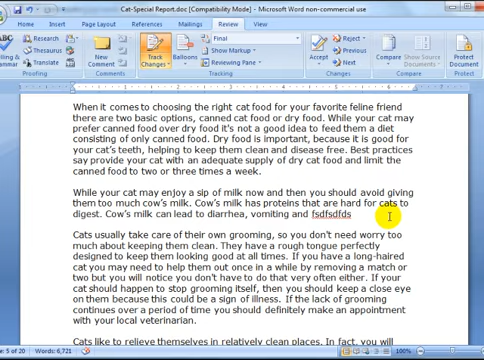 Cat-Special Report.doc [Compatibility Mode] - Microsoft Word non-commercial use
Insert Page Layout References Mailings Review View
Research
Thesaurus
Translate
New Comment
Track Changes
Balloons
Final
Show Markup
Reviewing Pane
Accept
Reject
Previous
Next
Compare
Show Source Documents
Protect Document
Comments
Tracking
Changes
Compare
Protect
When it comes to choosing the right cat food for your favorite feline friend
there are two basic options, canned cat food or dry food. While your cat may
prefer canned food over dry food it's not a good idea to feed them a diet
consisting of only canned food. Dry food is important, because it is good for
your cat's teeth, helping to keep them clean and disease free. Best practices
say provide your cat with an adequate supply of dry cat food and limit the
canned food to two or three times a week.
While your cat may enjoy a sip of milk now and then you should avoid giving
them too much cow's milk. Cow's milk has proteins that are hard for cats to
digest. Cow's milk can lead to diarrhea, vomiting and fsdfsdfds
Cats usually take care of their own grooming, so you don't need worry too
much about keeping them clean. They have a rough tongue perfectly
designed to keep them looking good at all times. If you have a long-haired
cat you may need to help them out once in a while by removing a match or
two but you will notice you don't have to do that very often either. If your
cat should happen to stop grooming itself, then you should keep a close eye
on them because this could be a sign of illness. If the lack of grooming
continues over a period of time you should definitely make an appointment
with your local veterinarian.
Cats like to relieve themselves in relatively clean places. In fact, you will
5 of 20 Words: 6,721 100%